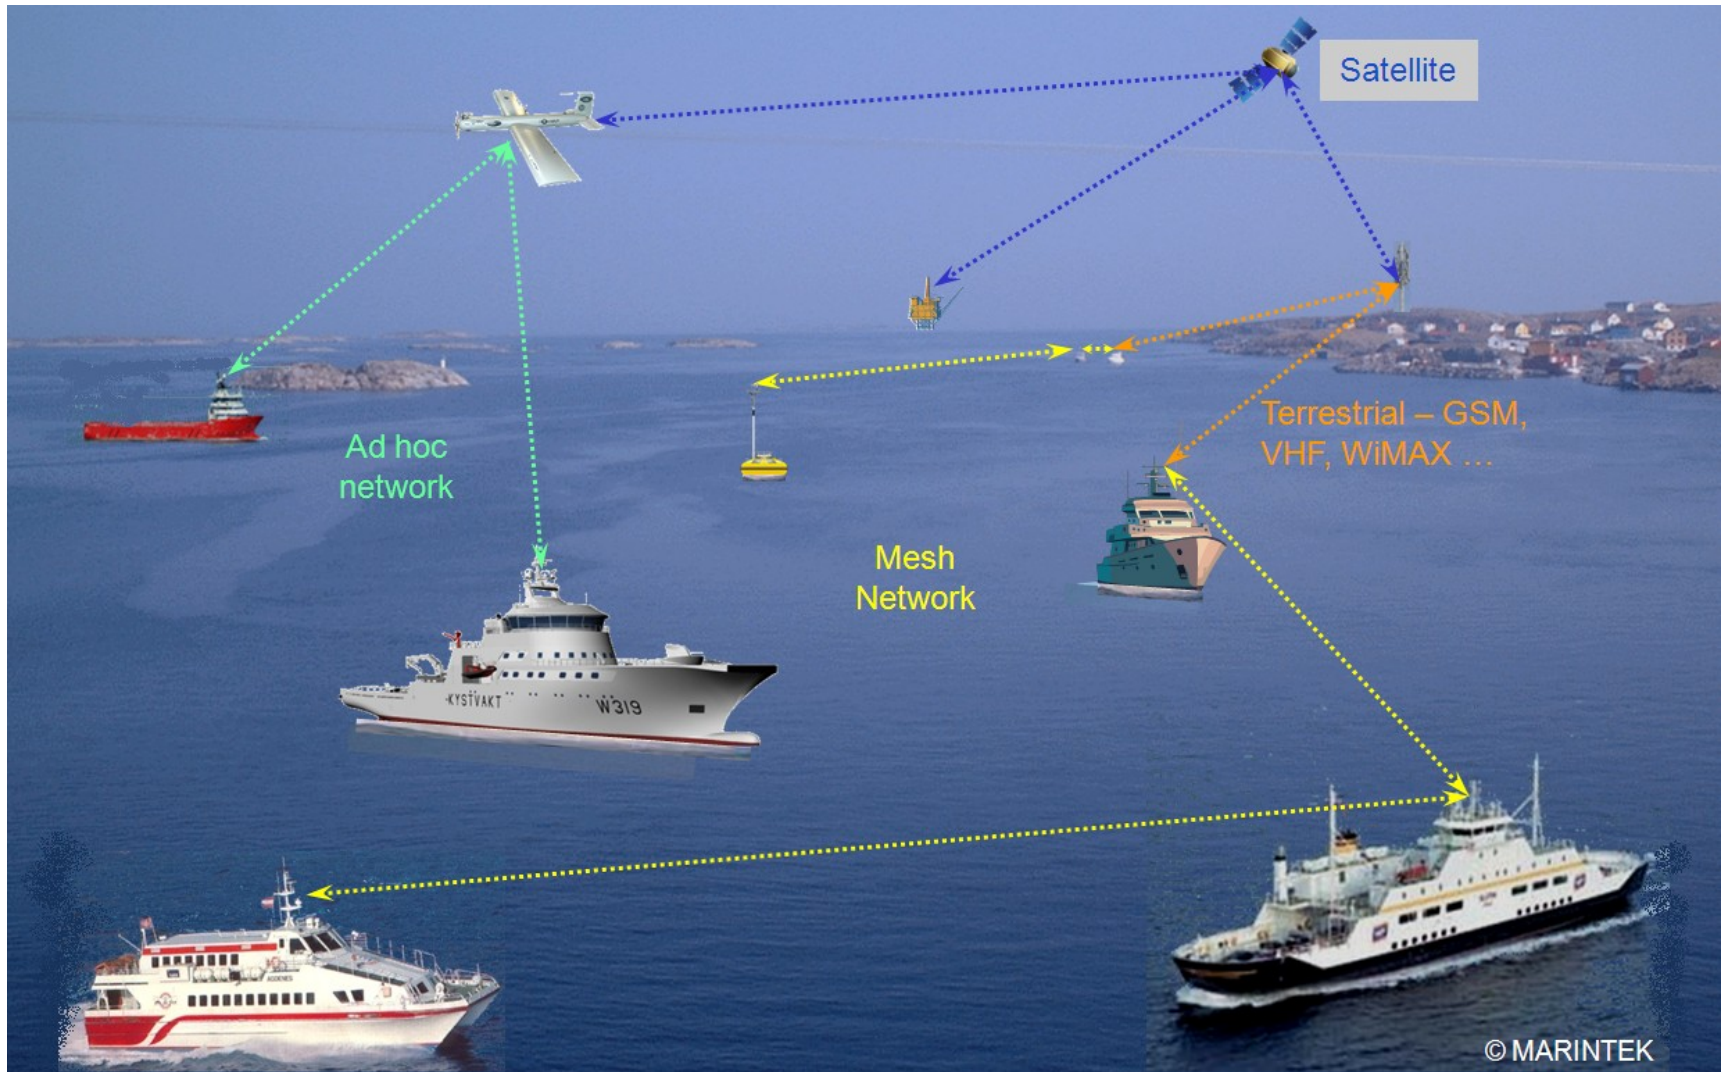 Satellite
Terrestrial – GSM,
VHF, WiMAX ...
Ad hoc
network
Mesh
Network
KYSTVAKT
W319
© MARINTEK